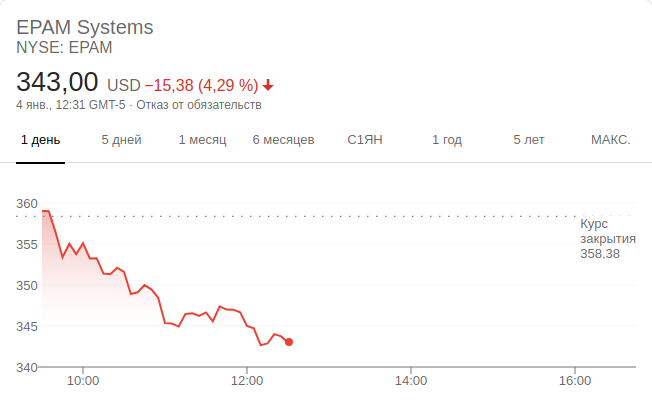 EPAM Systems
NYSE: EPAM
343,00 USD −15,38 (4,29 %)
4 янв., 12:31 GMT-5 · Отказ от обязательств
1 день 5 дней 1 месяц 6 месяцев С1ЯН 1 год 5 лет МАКС.
360
Курс
закрытия
358,38
355
350
345
340
10:00 12:00 14:00 16:00